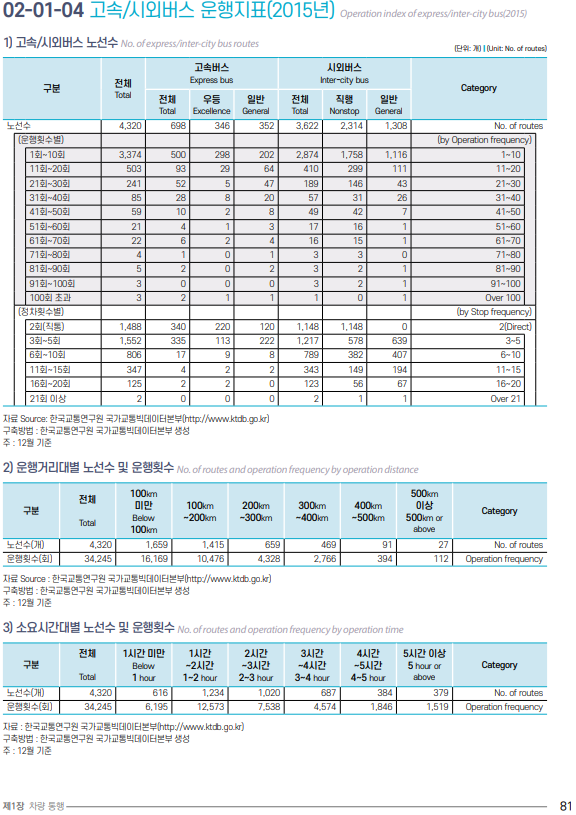 02-01-04 고속/시외버스 운행지표(2015년) Operation index of express/inter-city bus(2015)
1) 고속/시외버스 노선수 No. of express/inter-city bus routes
(단위: 개) | (Unit: No. of routes)
구분 전체 Total 고속버스 Express bus 시외버스 Inter-city bus Category
전체 Total 우등 Excellence 일반 General 전체 Total 직행 Nonstop 일반 General
노선수 4,320 698 346 352 3,622 2,314 1,308 No. of routes
(운행횟수별) (by Operation frequency)
1회~10회 3,374 500 298 202 2,874 1,758 1,116 1~10
11회~20회 503 93 29 64 410 299 111 11~20
21회~30회 241 52 5 47 189 146 43 21~30
31회~40회 85 28 8 20 57 31 26 31~40
41회~50회 59 10 2 8 49 42 7 41~50
51회~60회 21 4 1 3 17 16 1 51~60
61회~70회 22 6 2 4 16 15 1 61~70
71회~80회 4 1 0 1 3 3 0 71~80
81회~90회 5 2 0 2 3 2 1 81~90
91회~100회 3 0 0 0 3 2 1 91~100
100회 초과 3 2 1 1 1 0 1 Over 100
(정차횟수별) (by Stop frequency)
2회(직통) 1,488 340 220 120 1,148 1,148 0 2(Direct)
3회~5회 1,552 335 113 222 1,217 578 639 3~5
6회~10회 806 17 9 8 789 382 407 6~10
11회~15회 347 4 2 2 343 149 194 11~15
16회~20회 125 2 2 0 123 56 67 16~20
21회 이상 2 0 0 0 2 1 1 Over 21
자료 Source: 한국교통연구원 국가교통빅데이터본부(http://www.ktdb.go.kr)
구축방법 : 한국교통연구원 국가교통빅데이터본부 생성
주 : 12월 기준
2) 운행거리대별 노선수 및 운행횟수 No. of routes and operation frequency by operation distance
구분 전체 Total 100km 미만 Below 100km 100km ~200km 200km ~300km 300km ~400km 400km ~500km 500km 이상 500km or above Category
노선수(개) 4,320 1,659 1,415 659 469 91 27 No. of routes
운행횟수(회) 34,245 16,169 10,476 4,328 2,766 394 112 Operation frequency
자료 Source : 한국교통연구원 국가교통빅데이터본부(http://www.ktdb.go.kr)
구축방법 : 한국교통연구원 국가교통빅데이터본부 생성
주 : 12월 기준
3) 소요시간대별 노선수 및 운행횟수 No. of routes and operation frequency by operation time
구분 전체 Total 1시간 미만 Below 1 hour 1시간 ~2시간 1~2 hour 2시간 ~3시간 2~3 hour 3시간 ~4시간 3~4 hour 4시간 ~5시간 4~5 hour 5시간 이상 5 hour or above Category
노선수(개) 4,320 616 1,234 1,020 687 384 379 No. of routes
운행횟수(회) 34,245 6,195 12,573 7,538 4,574 1,846 1,519 Operation frequency
자료 : 한국교통연구원 국가교통빅데이터본부(http://www.ktdb.go.kr)
구축방법 : 한국교통연구원 국가교통빅데이터본부 생성
주 : 12월 기준
제1장 차량 통행 81